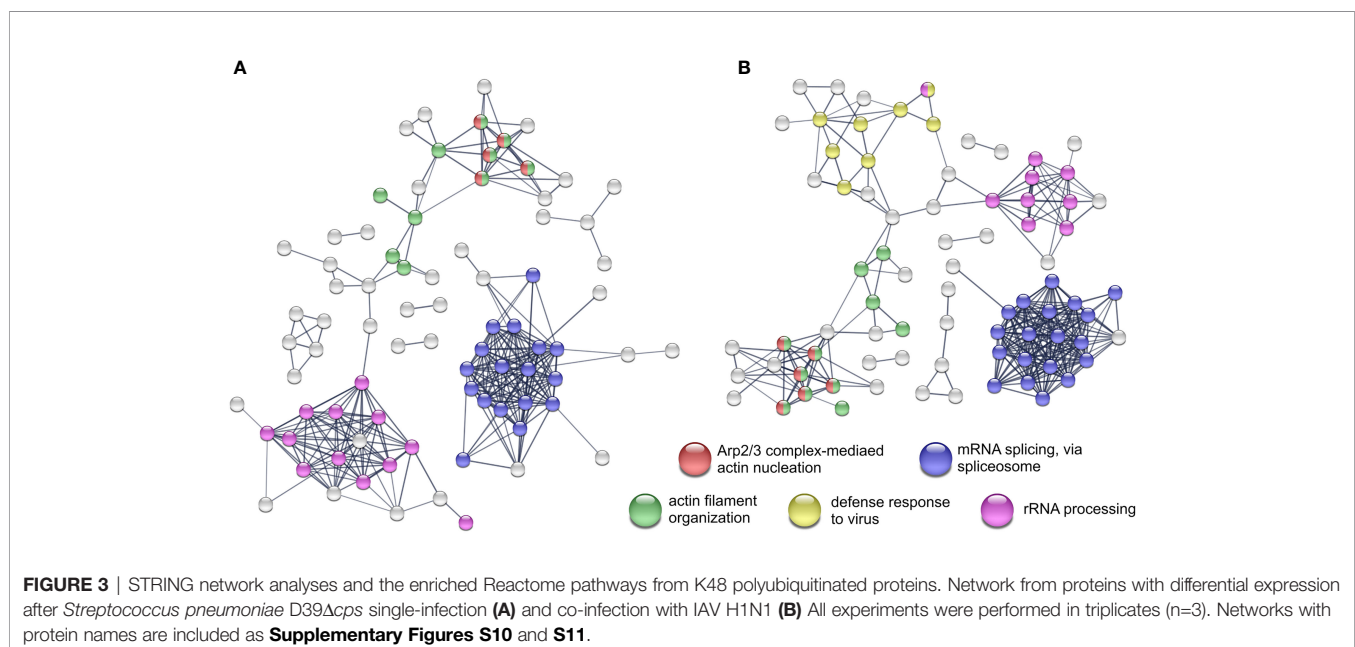 A
B
Arp2/3 complex-mediaed
actin nucleation
mRNA splicing, via
spliceosome
actin filament
organization
defense response
to virus
rRNA processing
FIGURE 3 | STRING network analyses and the enriched Reactome pathways from K48 polyubiquitinated proteins. Network from proteins with differential expression
after Streptococcus pneumoniae D39Δcps single-infection (A) and co-infection with IAV H1N1 (B) All experiments were performed in triplicates (n=3). Networks with
protein names are included as Supplementary Figures S10 and S11.